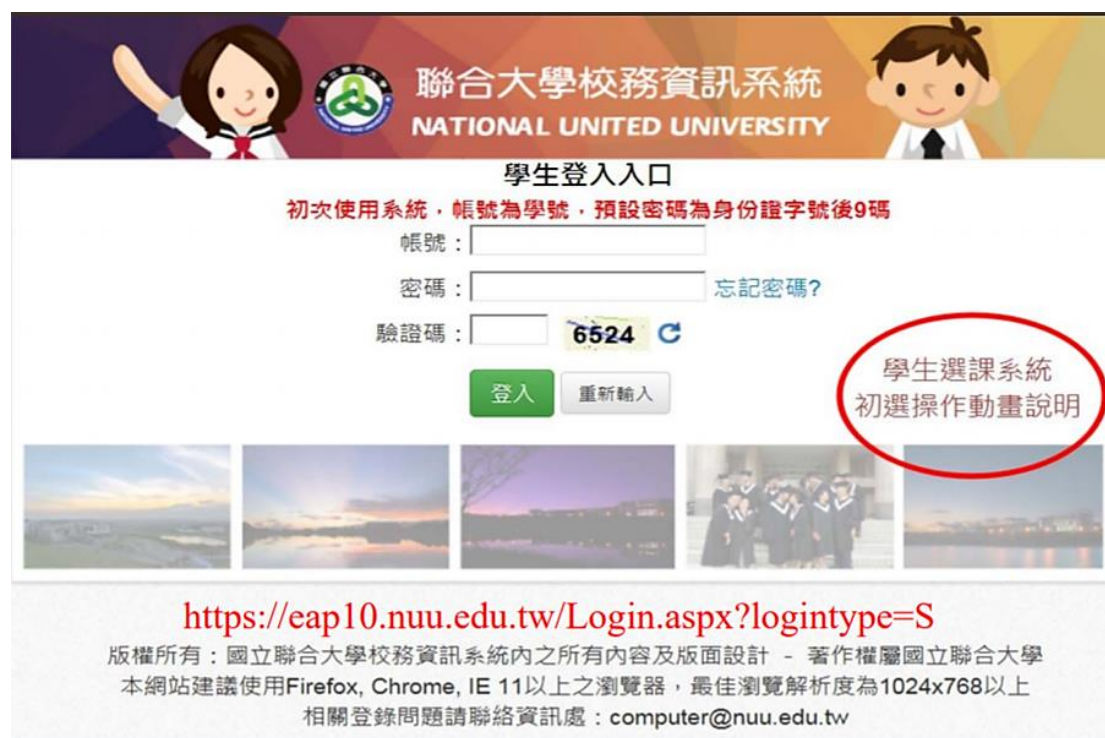 聯合大學校務資訊系統
NATIONAL UNITED UNIVERSITY
學生登入入口
初次使用系統，帳號為學號，預設密碼為身份證字號後9碼
帳號：
密碼： 忘記密碼?
驗證碼： 6524
登入 重新輸入
學生選課系統
初選操作動畫說明
https://eap10.nuu.edu.tw/Login.aspx?logintype=S
版權所有：國立聯合大學校務資訊系統內之所有內容及版面設計 - 著作權屬國立聯合大學
本網站建議使用Firefox, Chrome, IE 11以上之瀏覽器，最佳瀏覽解析度為1024x768以上
相關登錄問題請聯絡資訊處：computer@nuu.edu.tw